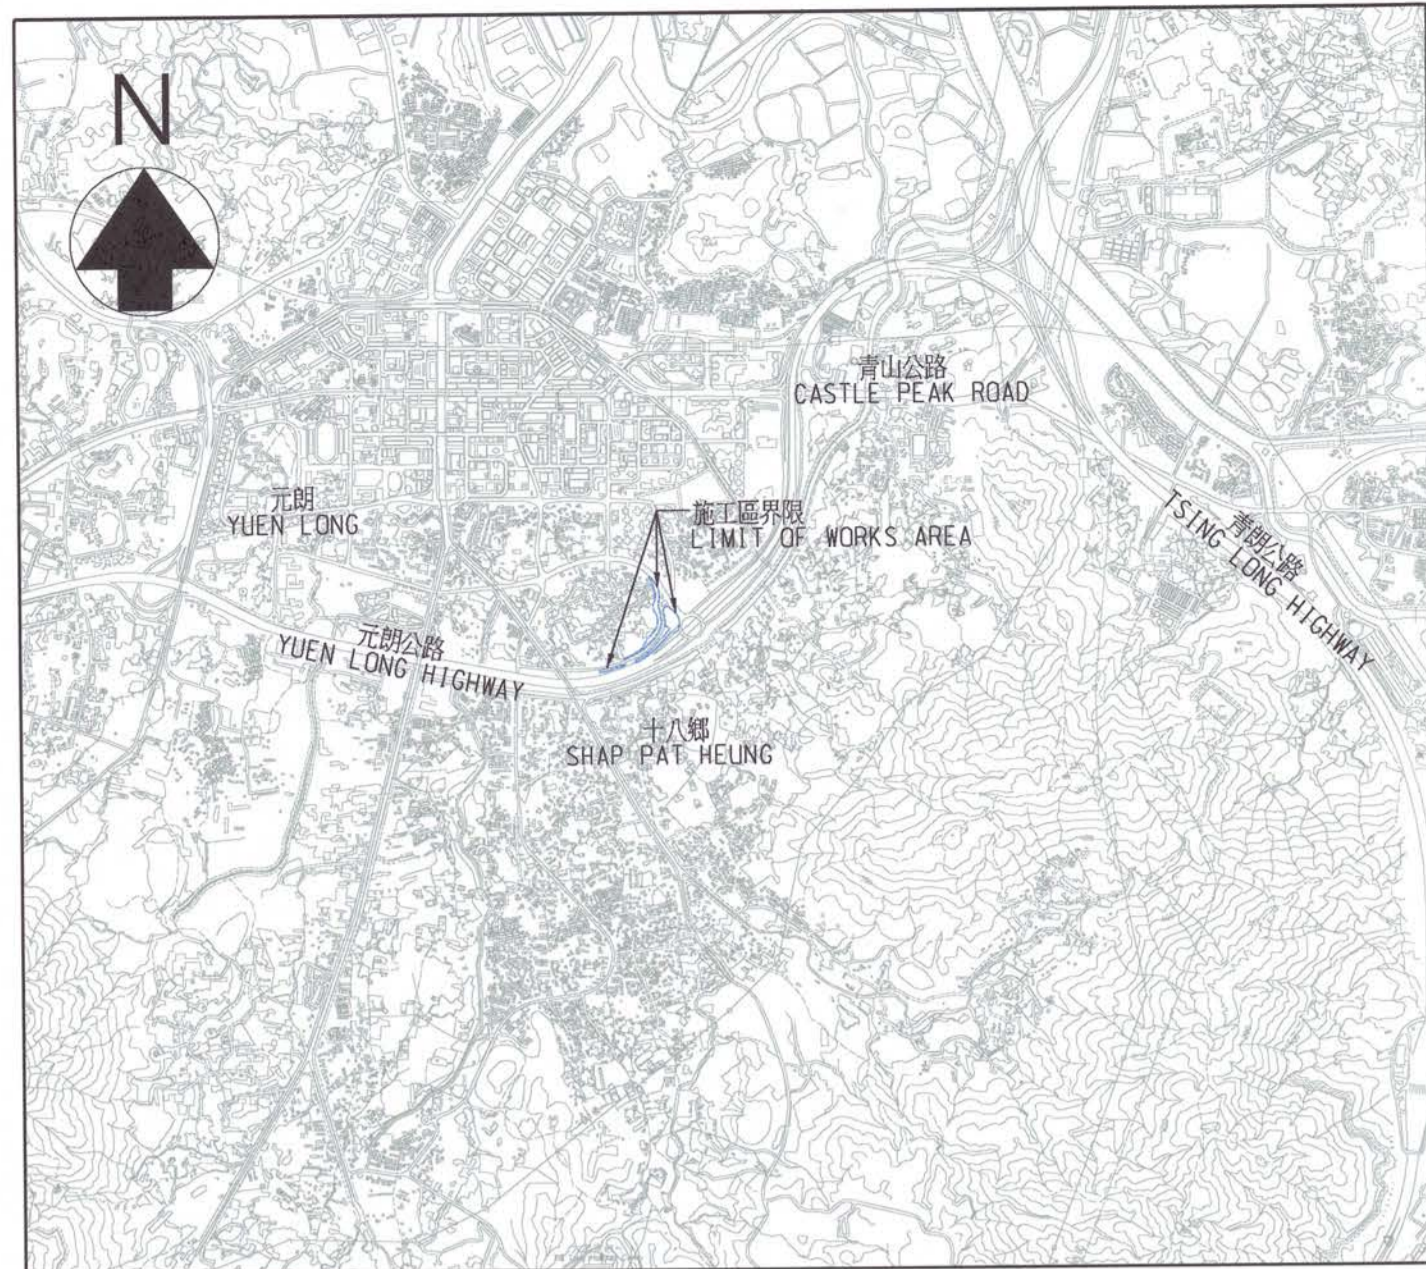 N
青山公路
CASTLE PEAK ROAD
元朗
YUEN LONG
施工區界限
LIMIT OF WORKS AREA
青朗公路
TSING LONG HIGHWAY
元朗公路
YUEN LONG HIGHWAY
十八鄉
SHAP PAT HEUNG